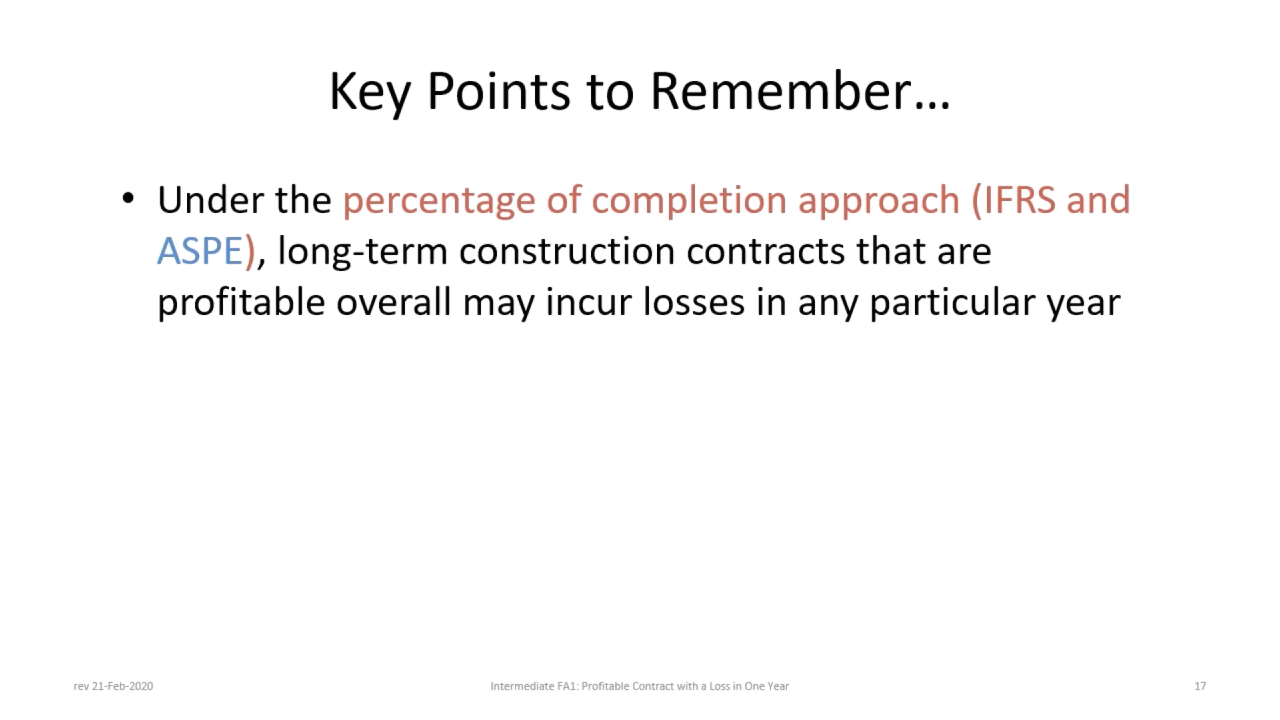 Key Points to Remember…
• Under the percentage of completion approach (IFRS and
ASPE), long-term construction contracts that are
profitable overall may incur losses in any particular year
rev 21-Feb-2020
Intermediate FA1: Profitable Contract with a Loss in One Year
17